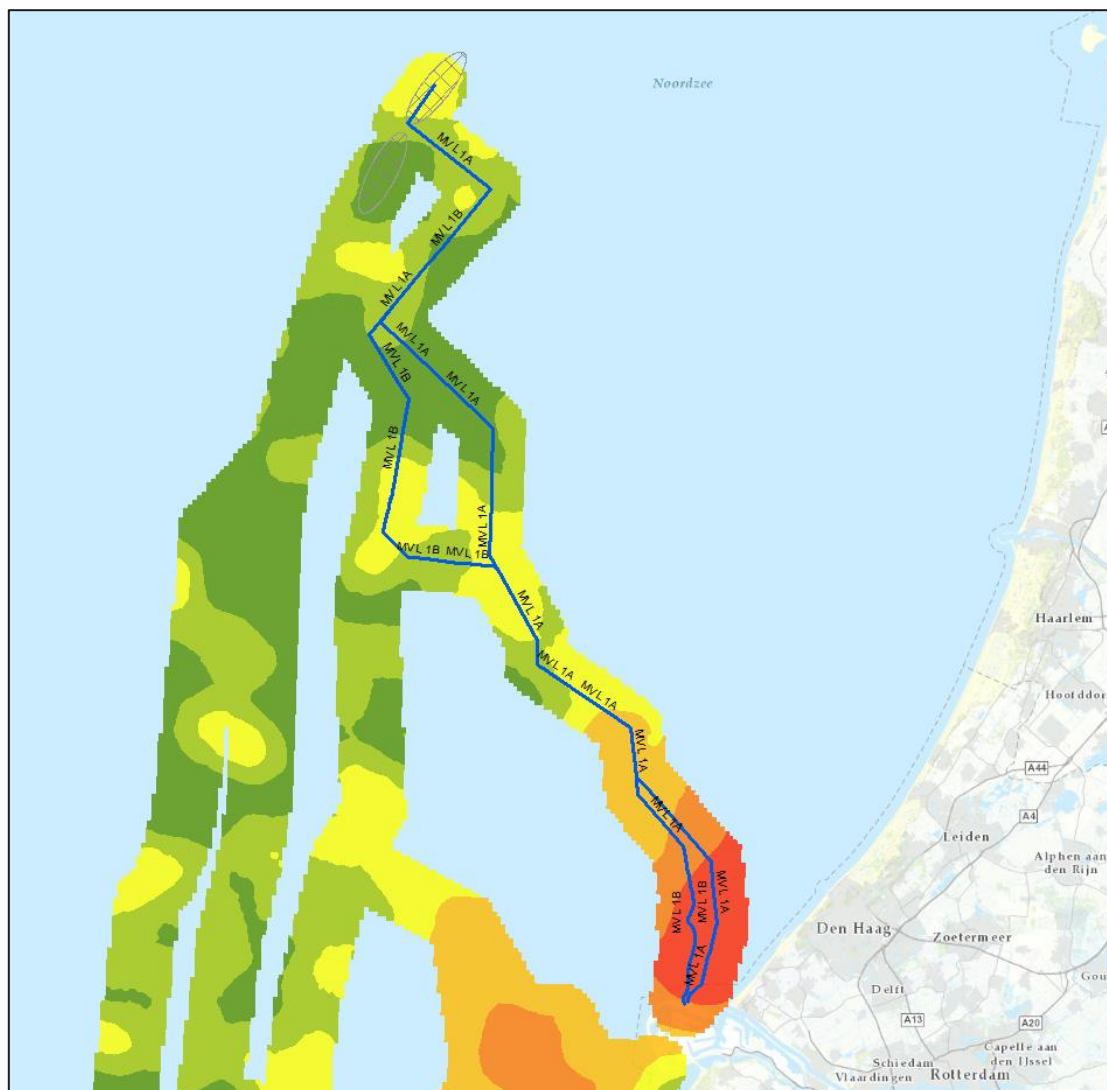 Noordzee
MVL 1A
MVL 1B
MVL 1A
MVL 1A
MVL 1B
MVL 1A
MVL 1B
MVL 1A
MVL 1B
MVL 1B
MVL 1A
MVL 1A
MVL 1A
MVL 1A
MVL 1A
MVL 1A
MVL 1B
MVL 1B
MVL 1A
Haarlem
Hoofddor
A44
A4
Leiden
Alphen aan
den Rijn
Den Haag
Zoetermeer
Gou
Delft
A13
A20
Capelle aan
den IJssel
Schiedam
Vlaardingen
Rotterdam